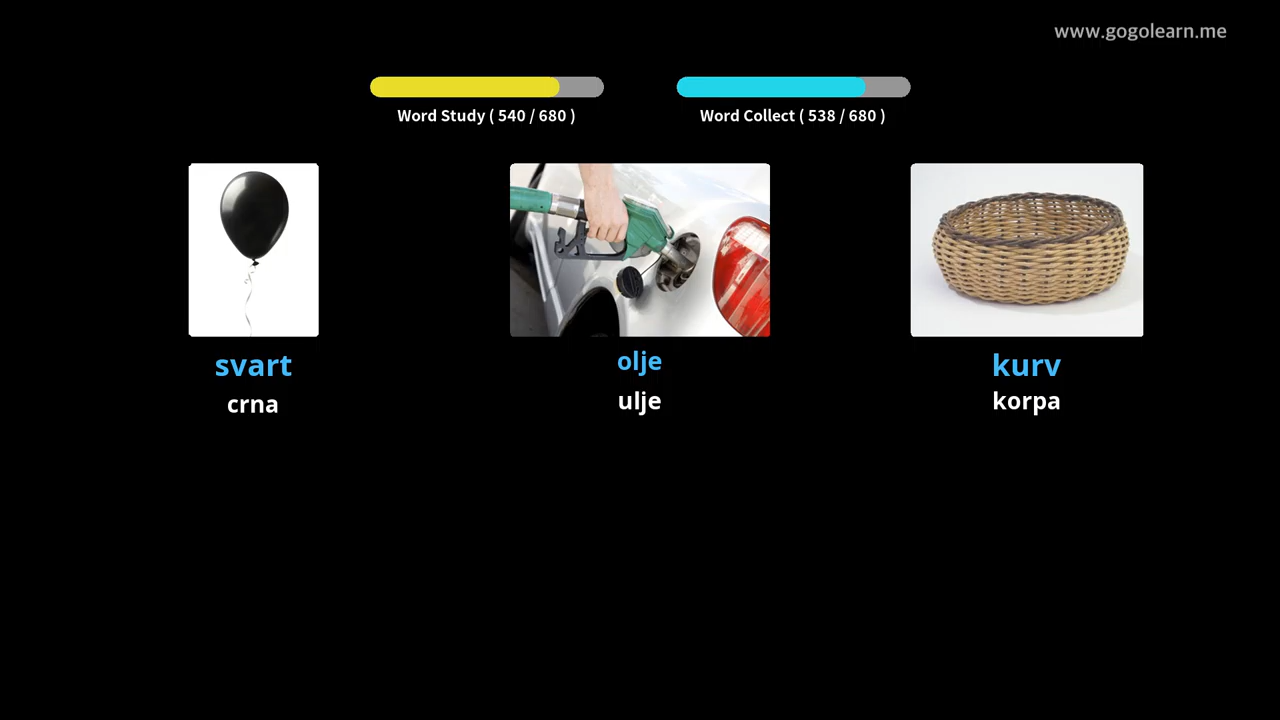 www.gogolearn.me
Word Study ( 540 / 680 )
Word Collect ( 538 / 680 )
svart
crna
olje
ulje
kurv
korpa